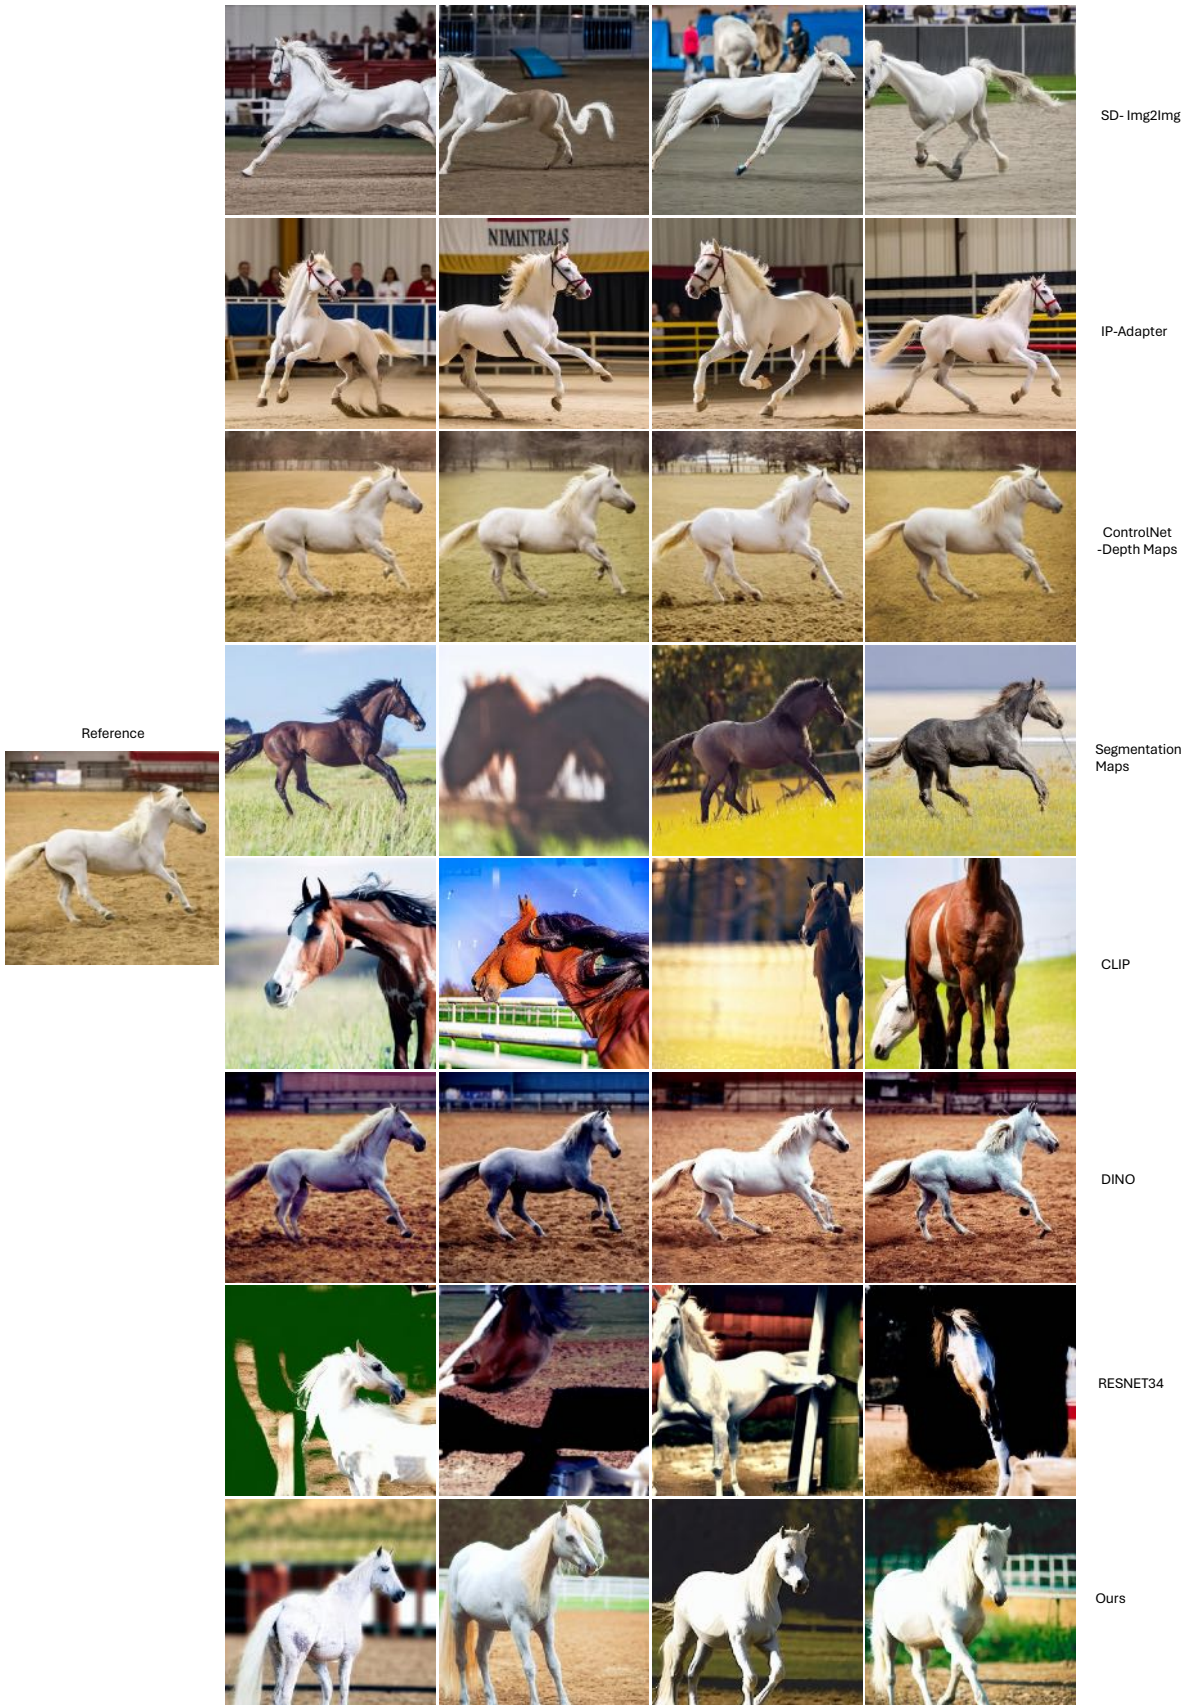 SD- Img2Img
NIMINTRALS
IP-Adapter
ControlNet
-Depth Maps
Reference
Segmentation
Maps
CLIP
DINO
RESNET34
Ours